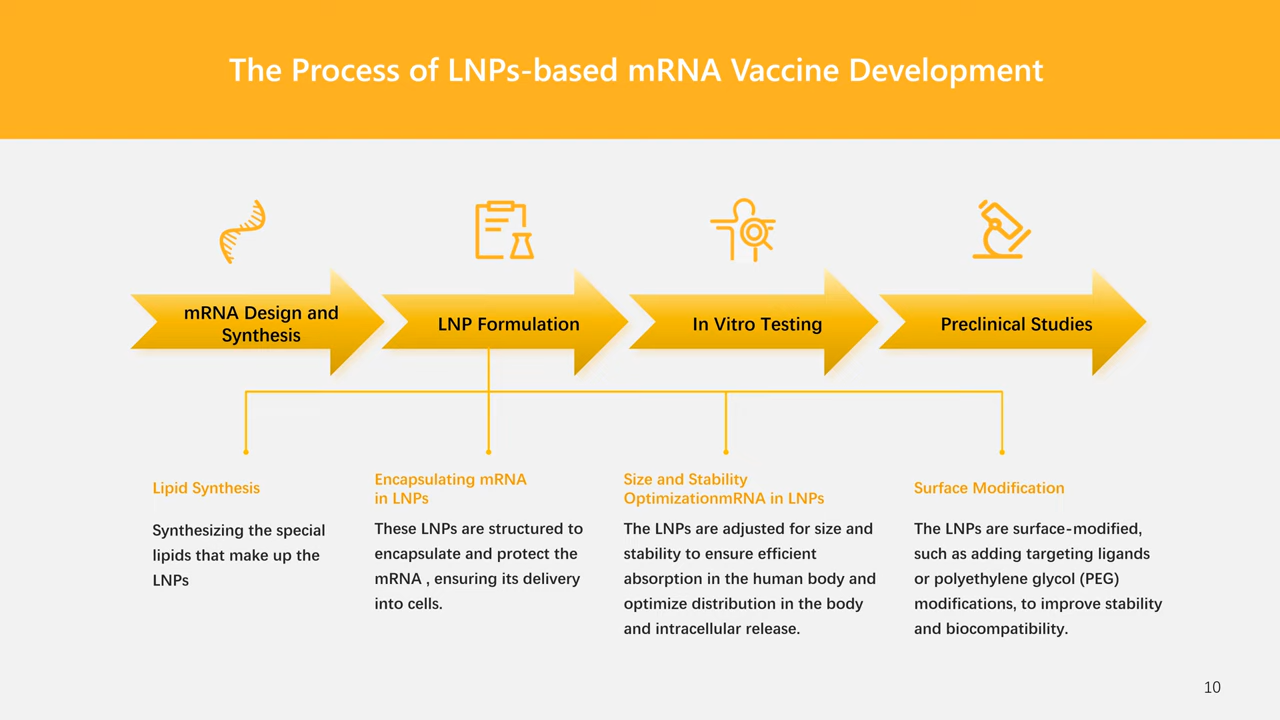 The Process of LNPs-based mRNA Vaccine Development
mRNA Design and
Synthesis
LNP Formulation
In Vitro Testing
Preclinical Studies
Lipid Synthesis
Synthesizing the special
lipids that make up the
LNPs
Encapsulating mRNA
in LNPs
These LNPs are structured to
encapsulate and protect the
mRNA , ensuring its delivery
into cells.
Size and Stability
OptimizationmRNA in LNPs
The LNPs are adjusted for size and
stability to ensure efficient
absorption in the human body and
optimize distribution in the body
and intracellular release.
Surface Modification
The LNPs are surface-modified,
such as adding targeting ligands
or polyethylene glycol (PEG)
modifications, to improve stability
and biocompatibility.
10